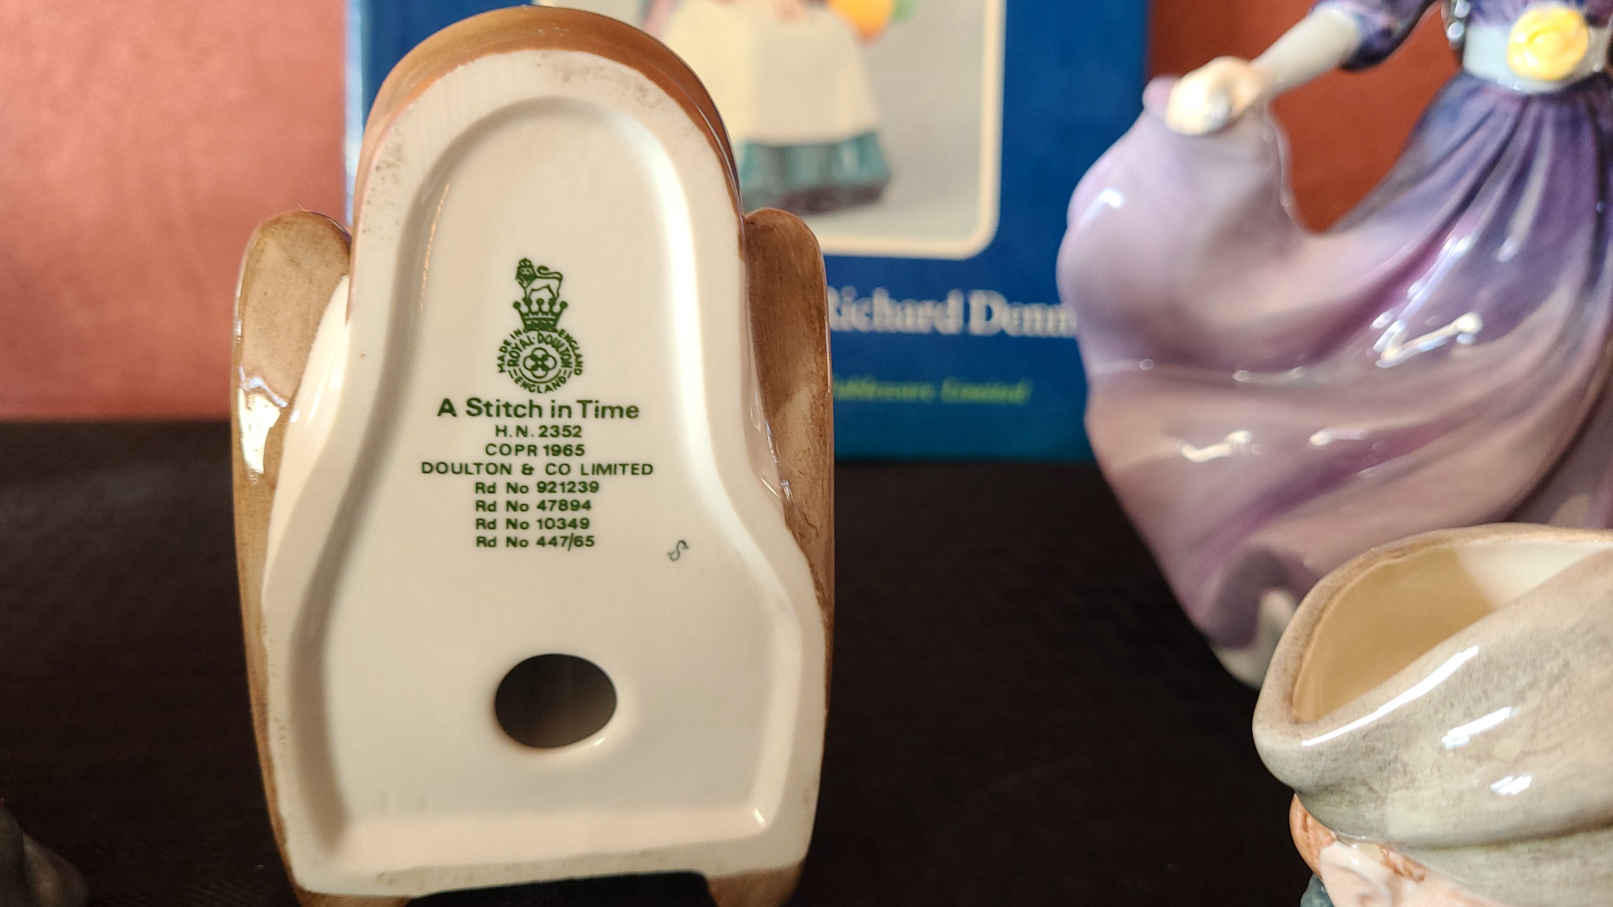 MADE IN ENGLAND
ROYAL DOULTON
ENGLAND
A Stitch in Time
H.N. 2352
COPR 1965
DOULTON & CO LIMITED
Rd No 921239
Rd No 47894
Rd No 10349
Rd No 447/65
S
Richard Denn
Limited